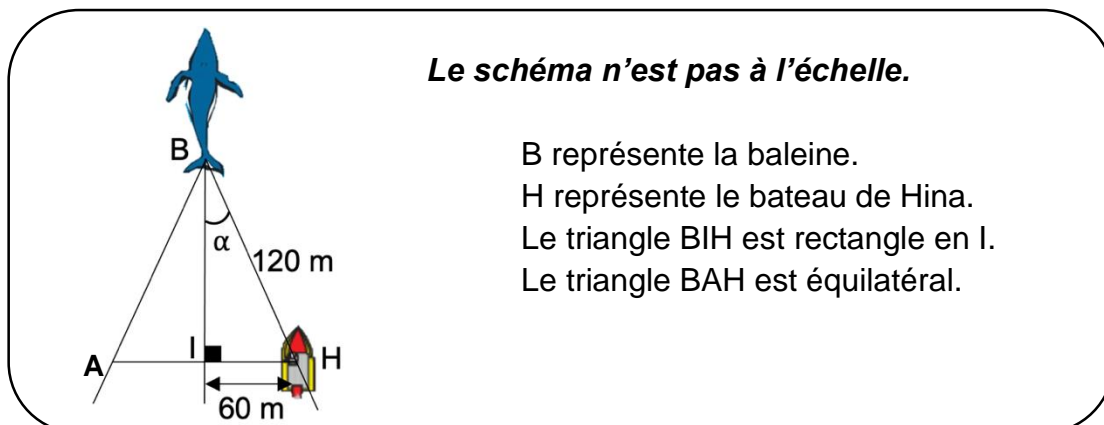 Le schéma n’est pas à l’échelle.
B représente la baleine.
H représente le bateau de Hina.
Le triangle BIH est rectangle en I.
Le triangle BAH est équilatéral.
B
α
120 m
A
I
H
60 m